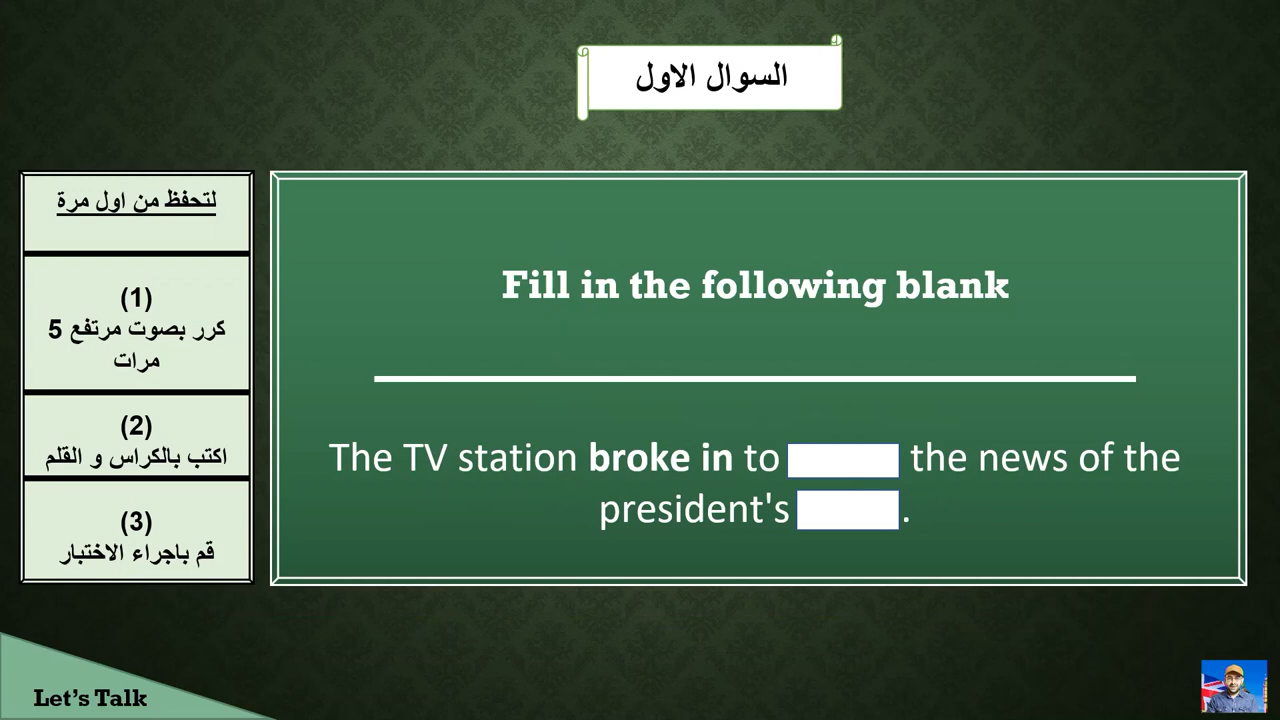 السوال الاول
لتحفظ من اول مرة
(1)
كرر بصوت مرتفع 5
مرات
(2)
اكتب بالكراس و القلم
(3)
قم باجراء الاختبار
Fill in the following blank
The TV station broke in to the news of the
president's .
Let's Talk